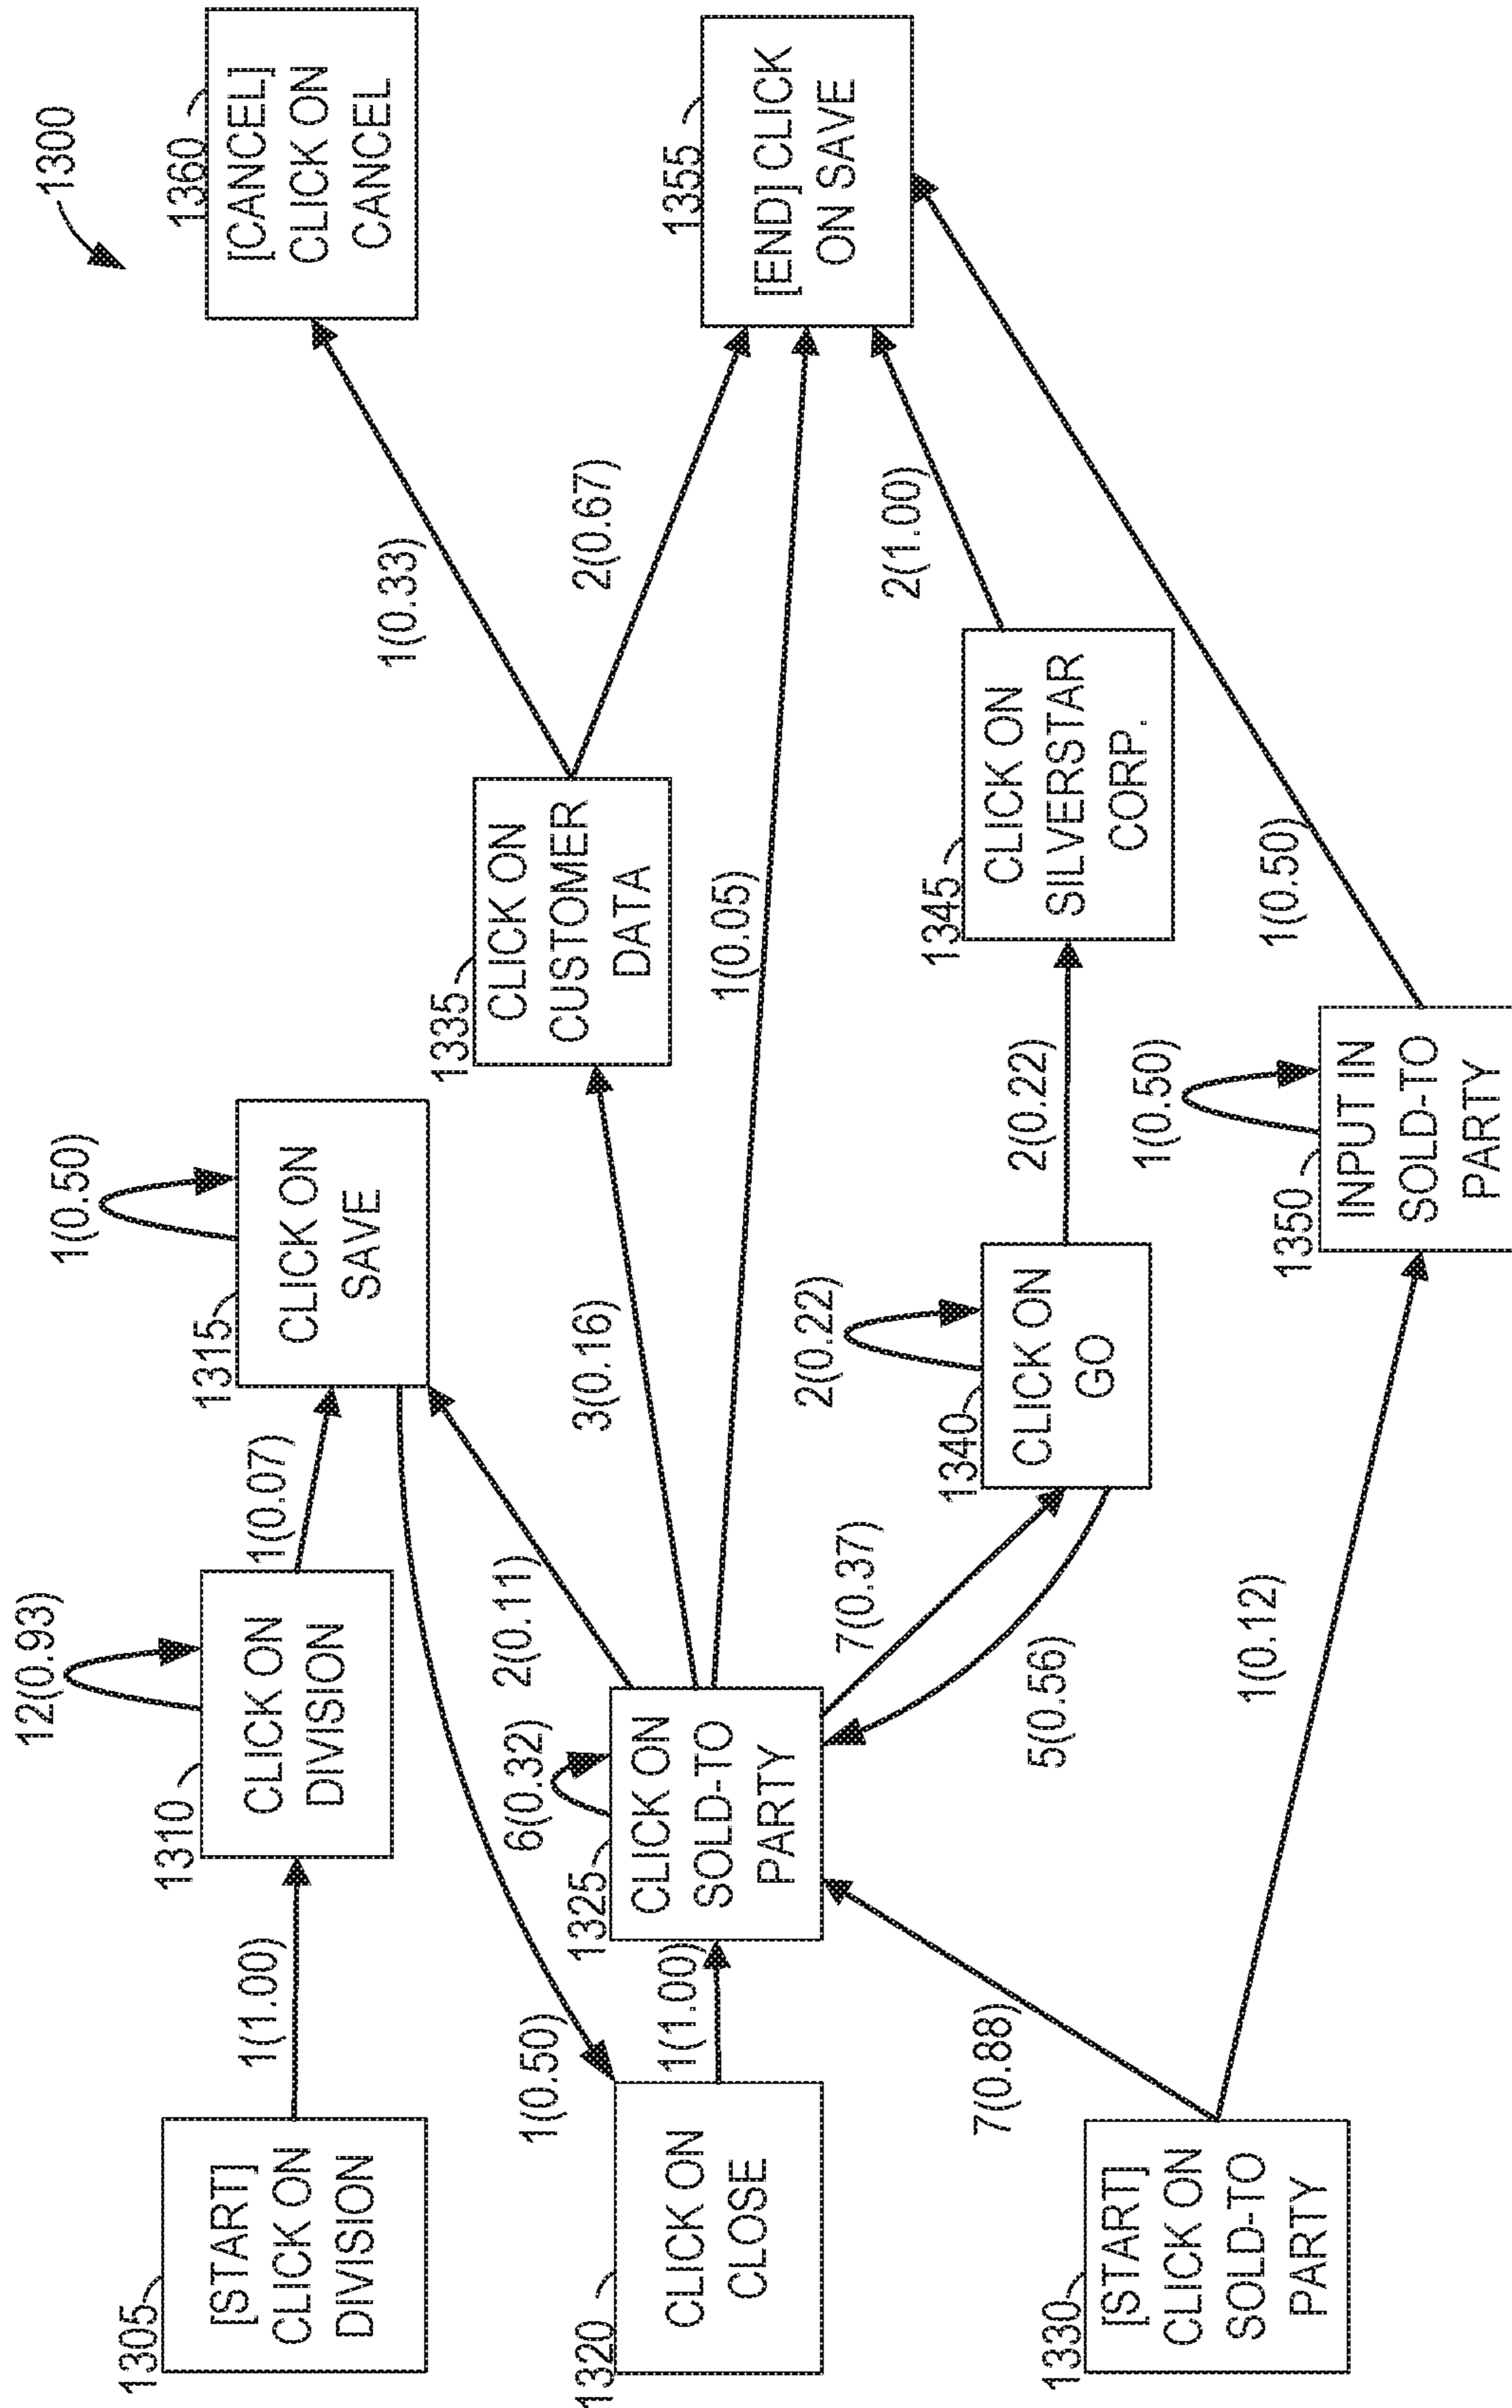 1300
1305
[START]
CLICK ON
DIVISION
1(1.00)
1310
CLICK ON
DIVISION
12(0.93)
1(0.07)
1315
CLICK ON
SAVE
1(0.50)
1360
[CANCEL]
CLICK ON
CANCEL
1320
CLICK ON
CLOSE
1(0.50)
1(1.00)
1325
CLICK ON
SOLD-TO
PARTY
6(0.32)
2(0.11)
3(0.16)
1335
CLICK ON
CUSTOMER
DATA
1(0.33)
2(0.67)
1(0.05)
1355
[END] CLICK
ON SAVE
7(0.37)
5(0.56)
1340
CLICK ON
GO
2(0.22)
2(0.22)
1345
CLICK ON
SILVERSTAR
CORP.
2(1.00)
1330
[START]
CLICK ON
SOLD-TO
PARTY
7(0.88)
1(0.12)
1350
INPUT IN
SOLD-TO
PARTY
1(0.50)
1(0.50)